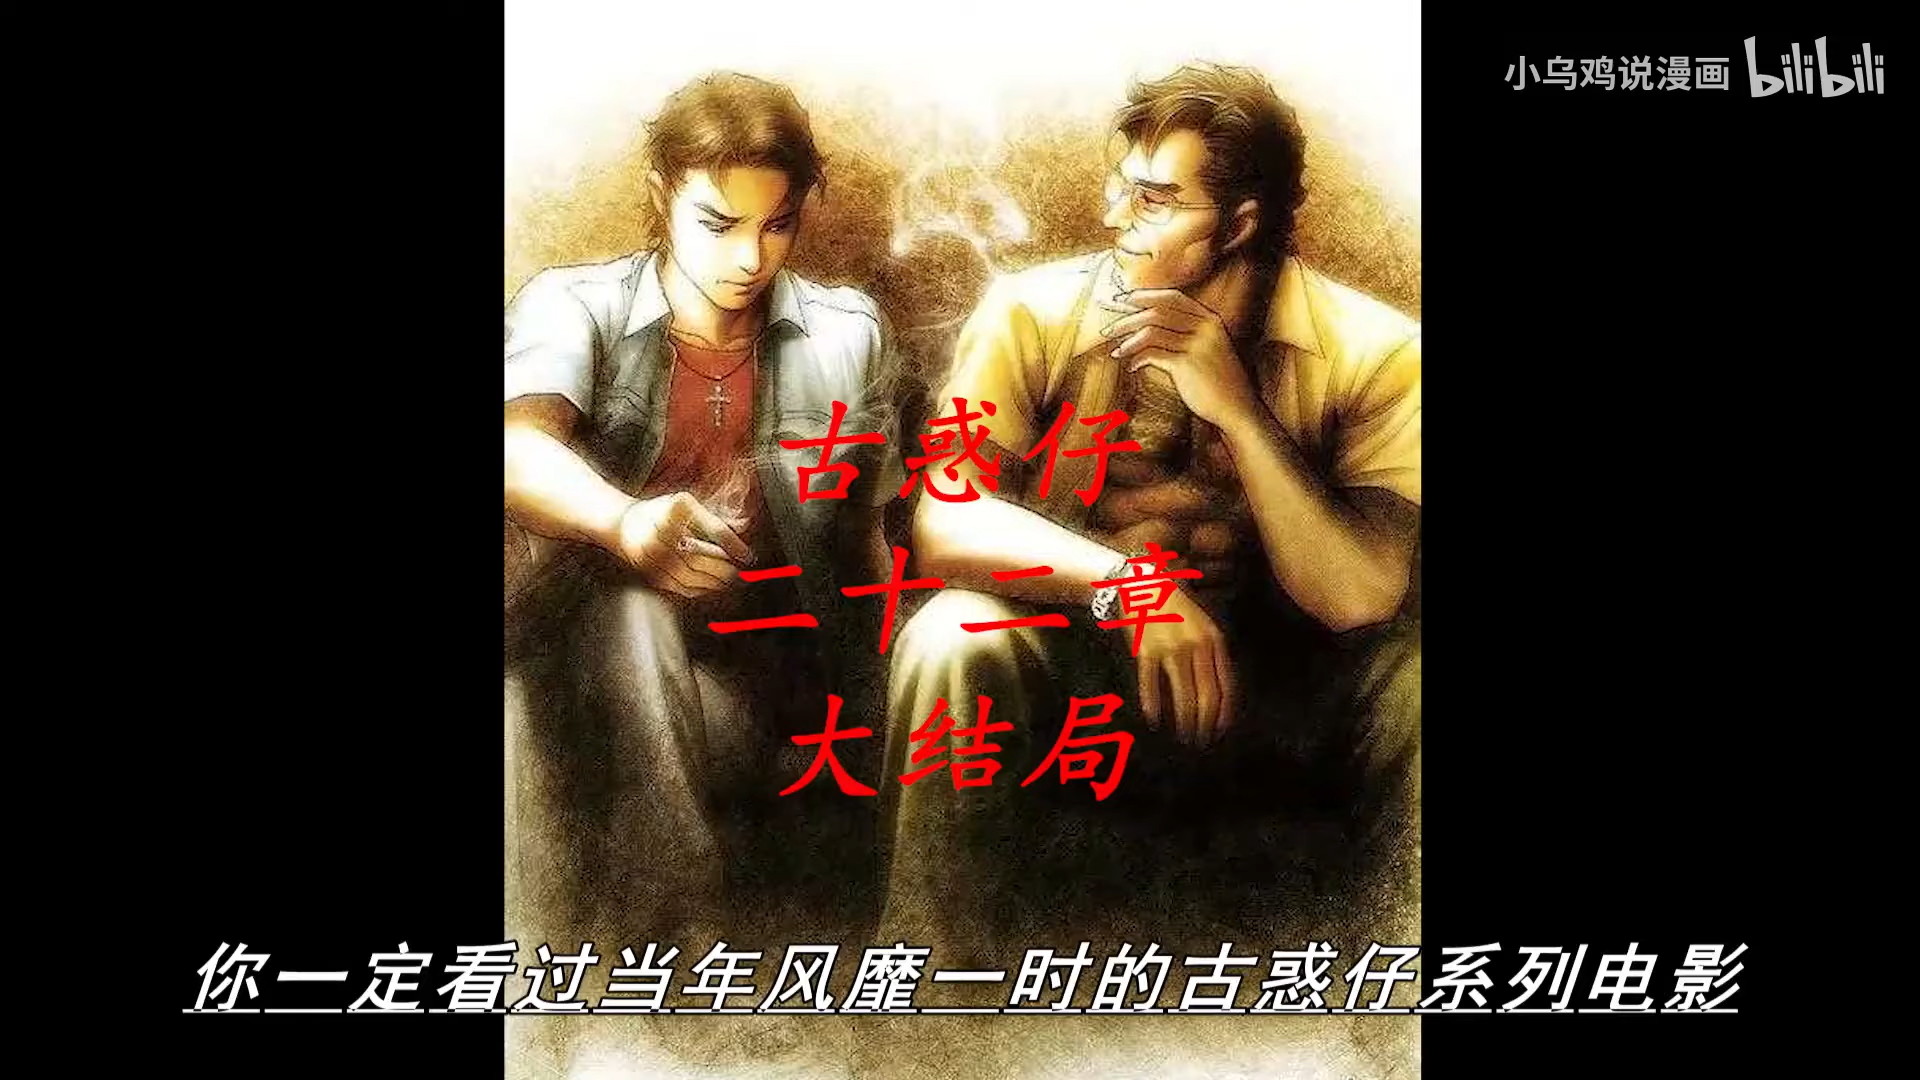 小乌鸡说漫画 bilibili
古惑仔
二十二章
大结局
你一定看过当年风靡一时的古惑仔系列电影